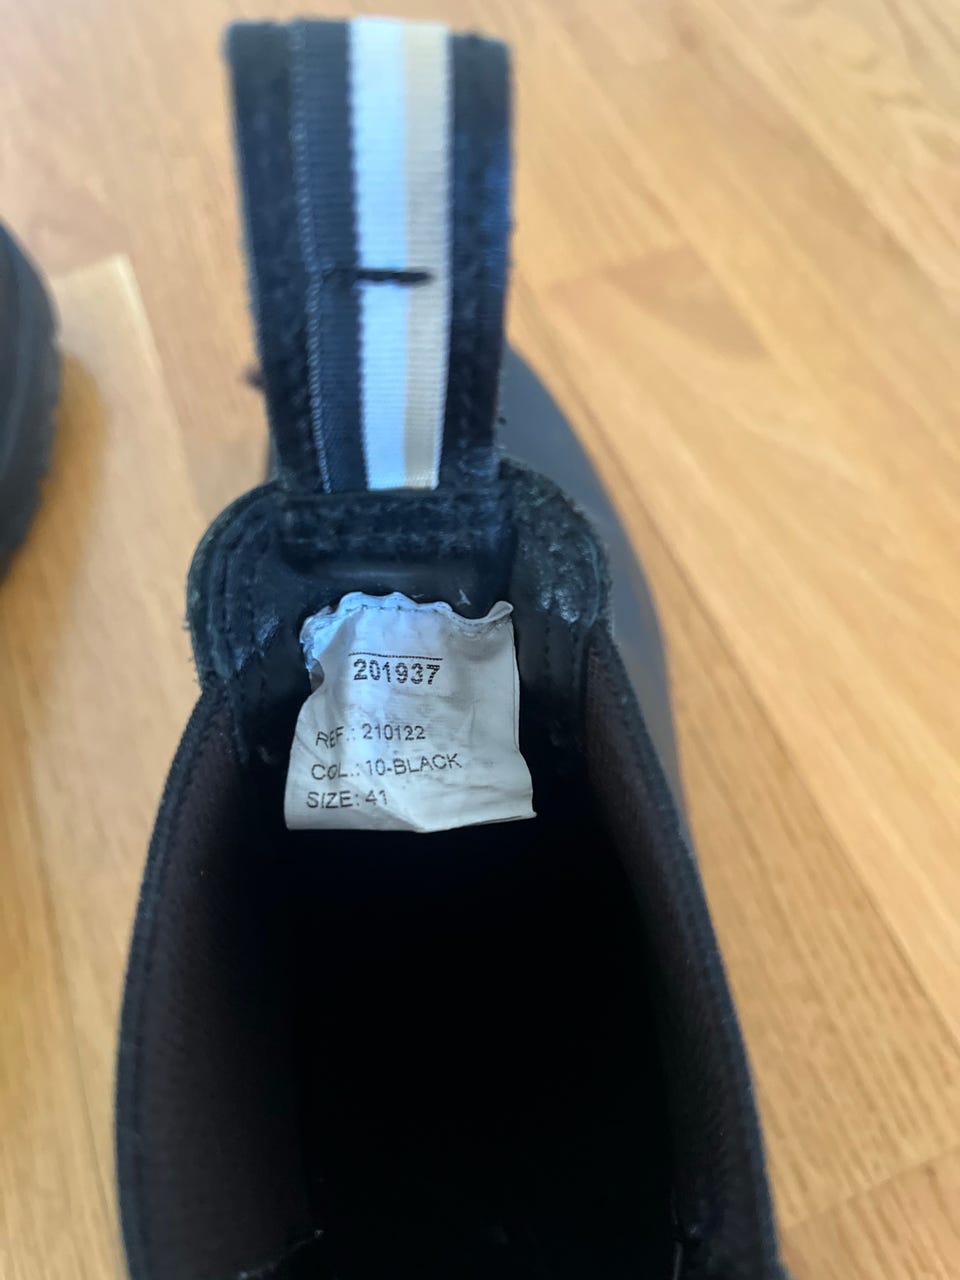 201937
REF.: 210122
COL.: 10-BLACK
SIZE: 41